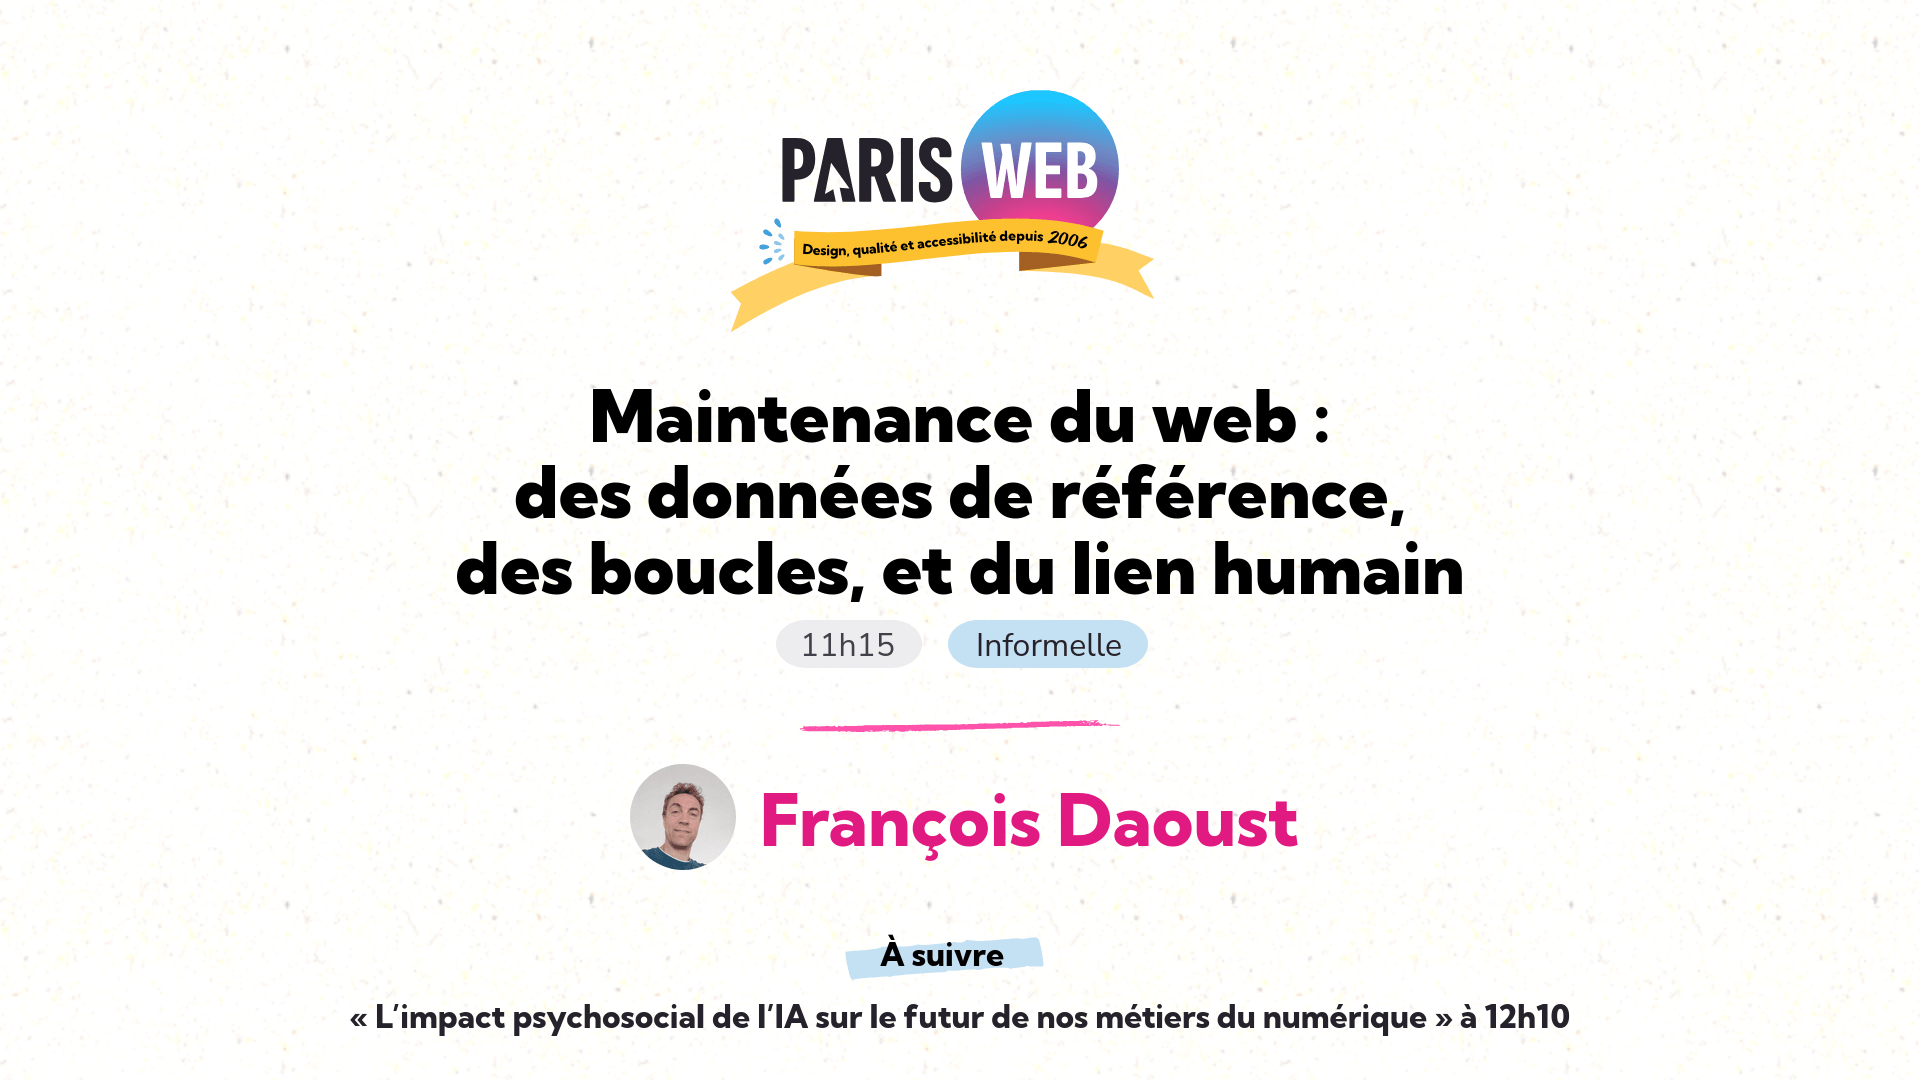 PARIS WEB
Design, qualité et accessibilité depuis 2006
Maintenance du web :
des données de référence,
des boucles, et du lien humain
11h15 Informelle
François Daoust
À suivre
« L’impact psychosocial de l’IA sur le futur de nos métiers du numérique » à 12h10